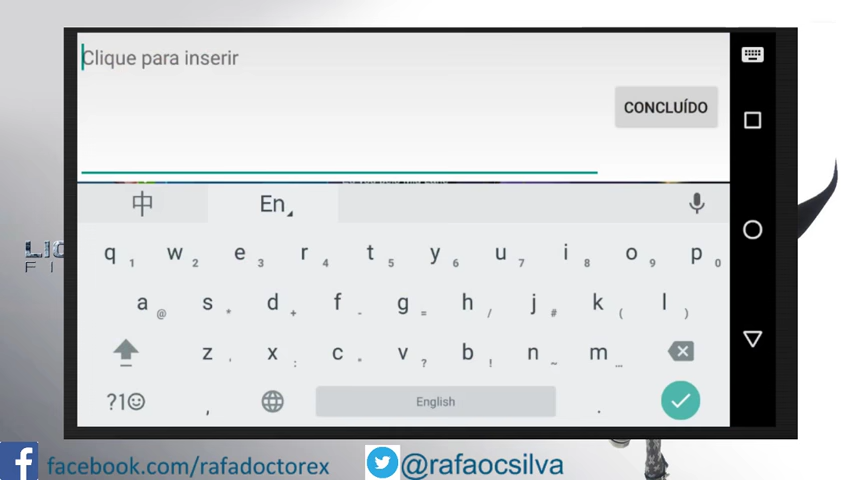 Clique para inserir
CONCLUÍDO
中 En
q 1 w 2 e 3 r 4 t 5 y 6 u 7 i 8 o 9 p 0
a @ s * d + f - g = h / j # k ( l )
z x : c v ? b ! n ~ m …
?1☺ , English .
facebook.com/rafadoctorex @rafaocsilva